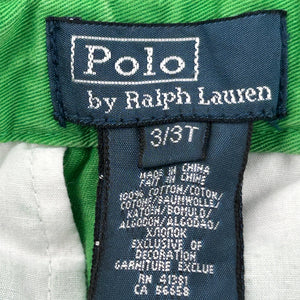 Polo
by Ralph Lauren
3/3T
MADE IN CHINA
FAIT EN CHINE
100% COTTON/COTON/
COTONE/BAUMWOLLE/
KATOEN/BOMULD/
ALGODON/ALGODAO/
ХЛОПОК
EXCLUSIVE OF
DECORATION
GARNITURE EXCLUE
RN 41381
CA 56658